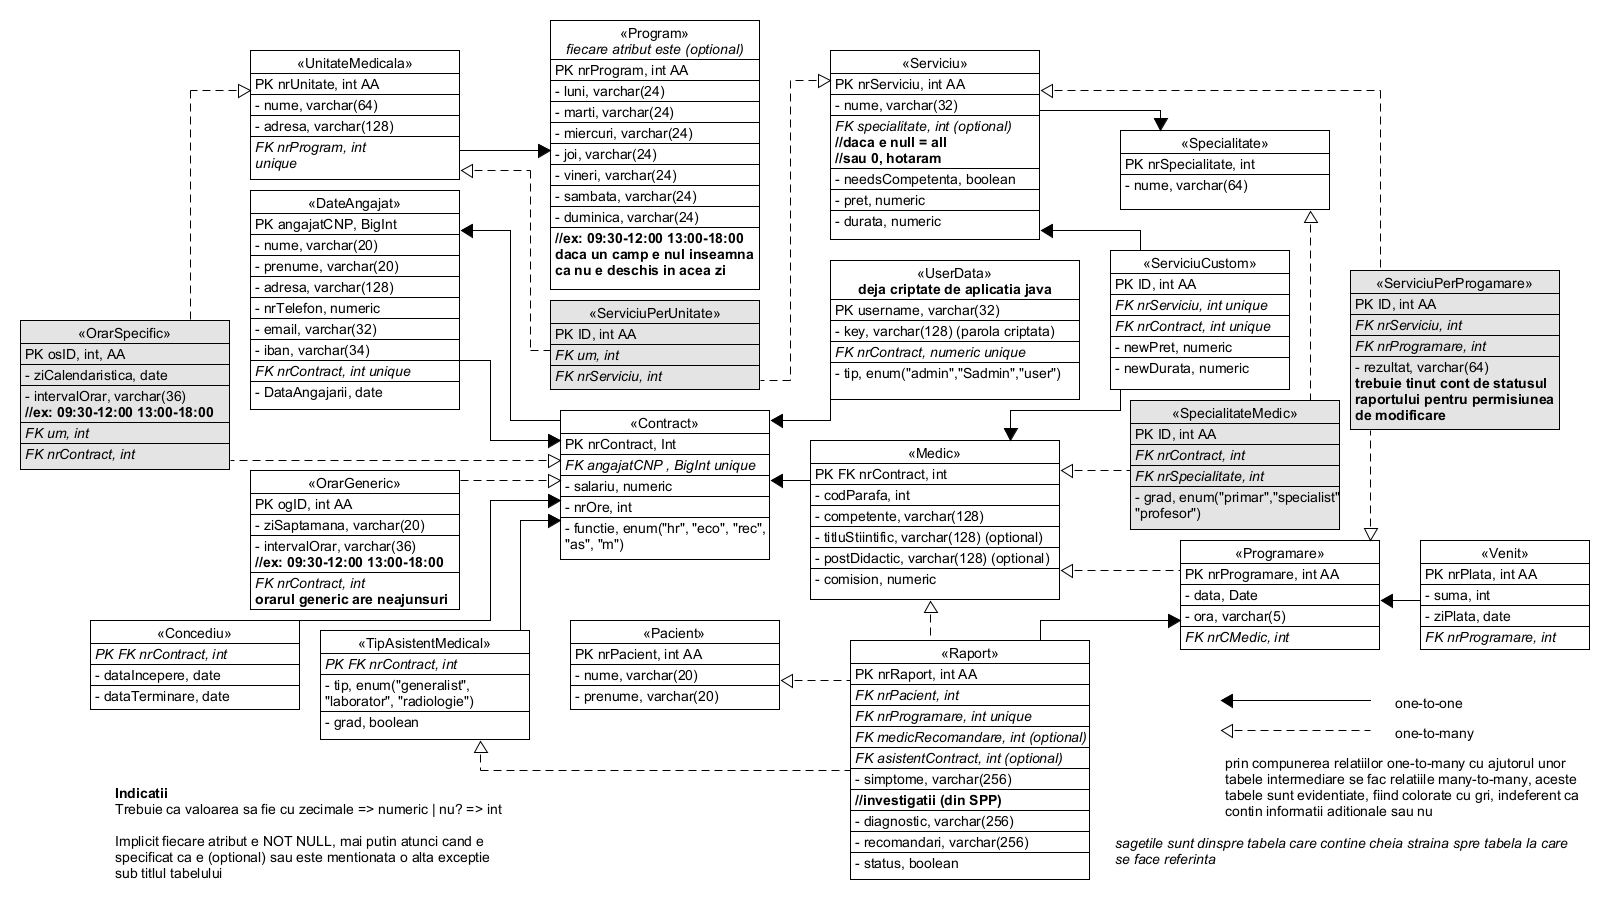 «UnitateMedicala»
PK nrUnitate, int AA
- nume, varchar(64)
- adresa, varchar(128)
FK nrProgram, int
unique
«Program»
fiecare atribut este (optional)
PK nrProgram, int AA
- luni, varchar(24)
- marti, varchar(24)
- miercuri, varchar(24)
- joi, varchar(24)
- vineri, varchar(24)
- sambata, varchar(24)
- duminica, varchar(24)
//ex: 09:30-12:00 13:00-18:00
daca un camp e nul inseamna
ca nu e deschis in acea zi
«Serviciu»
PK nrServiciu, int AA
- nume, varchar(32)
FK specialitate, int (optional)
//daca e null = all
//sau 0, hotaram
- needsCompetenta, boolean
- pret, numeric
- durata, numeric
«Specialitate»
PK nrSpecialitate, int
- nume, varchar(64)
«DateAngajat»
PK angajatCNP, BigInt
- nume, varchar(20)
- prenume, varchar(20)
- adresa, varchar(128)
- nrTelefon, numeric
- email, varchar(32)
- iban, varchar(34)
FK nrContract, int unique
- DataAngajarii, date
«UserData»
deja criptate de aplicatia java
PK username, varchar(32)
- key, varchar(128) (parola criptata)
FK nrContract, numeric unique
- tip, enum("admin","Sadmin","user")
«ServiciuCustom»
PK ID, int AA
FK nrServiciu, int unique
FK nrContract, int unique
- newPret, numeric
- newDurata, numeric
«ServiciuPerProgamare»
PK ID, int AA
FK nrServiciu, int
FK nrProgramare, int
- rezultat, varchar(64)
trebuie tinut cont de statusul
raportului pentru permisiunea
de modificare
«OrarSpecific»
PK osID, int, AA
- ziCalendaristica, date
- intervalOrar, varchar(36)
//ex: 09:30-12:00 13:00-18:00
FK um, int
FK nrContract, int
«ServiciuPerUnitate»
PK ID, int AA
FK um, int
FK nrServiciu, int
«Contract»
PK nrContract, Int
FK angajatCNP , BigInt unique
- salariu, numeric
- nrOre, int
- functie, enum("hr", "eco", "rec",
"as", "m")
«Medic»
PK FK nrContract, int
- codParafa, int
- competente, varchar(128)
- titluStiintific, varchar(128) (optional)
- postDidactic, varchar(128) (optional)
- comision, numeric
«SpecialitateMedic»
PK ID, int AA
FK nrContract, int
FK nrSpecialitate, int
- grad, enum("primar","specialist"
"profesor")
«OrarGeneric»
PK ogID, int AA
- ziSaptamana, varchar(20)
- intervalOrar, varchar(36)
//ex: 09:30-12:00 13:00-18:00
FK nrContract, int
orarul generic are neajunsuri
«Programare»
PK nrProgramare, int AA
- data, Date
- ora, varchar(5)
FK nrCMedic, int
«Venit»
PK nrPlata, int AA
- suma, int
- ziPlata, date
FK nrProgramare, int
«Concediu»
PK FK nrContract, int
- dataIncepere, date
- dataTerminare, date
«TipAsistentMedical»
PK FK nrContract, int
- tip, enum("generalist",
"laborator", "radiologie")
- grad, boolean
«Pacient»
PK nrPacient, int AA
- nume, varchar(20)
- prenume, varchar(20)
«Raport»
PK nrRaport, int AA
FK nrPacient, int
FK nrProgramare, int unique
FK medicRecomandare, int (optional)
FK asistentContract, int (optional)
- simptome, varchar(256)
//investigatii (din SPP)
- diagnostic, varchar(256)
- recomandari, varchar(256)
- status, boolean
one-to-one
one-to-many
prin compunerea relatiilor one-to-many cu ajutorul unor
tabele intermediare se fac relatiile many-to-many, aceste
tabele sunt evidentiate, fiind colorate cu gri, indeferent ca
contin informatii aditionale sau nu
sagetile sunt dinspre tabela care contine cheia straina spre tabela la care
se face referinta
Indicatii
Trebuie ca valoarea sa fie cu zecimale => numeric | nu? => int
Implicit fiecare atribut e NOT NULL, mai putin atunci cand e
specificat ca e (optional) sau este mentionata o alta exceptie
sub titlul tabelului